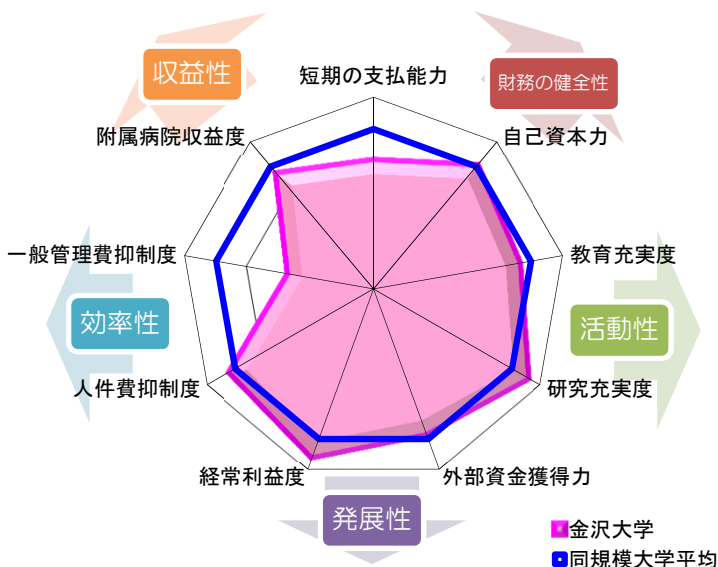 収益性
短期の支払能力
財務の健全性
附属病院収益度
自己資本力
一般管理費抑制度
教育充実度
効率性
活動性
人件費抑制度
研究充実度
経常利益度
外部資金獲得力
発展性
金沢大学
同規模大学平均